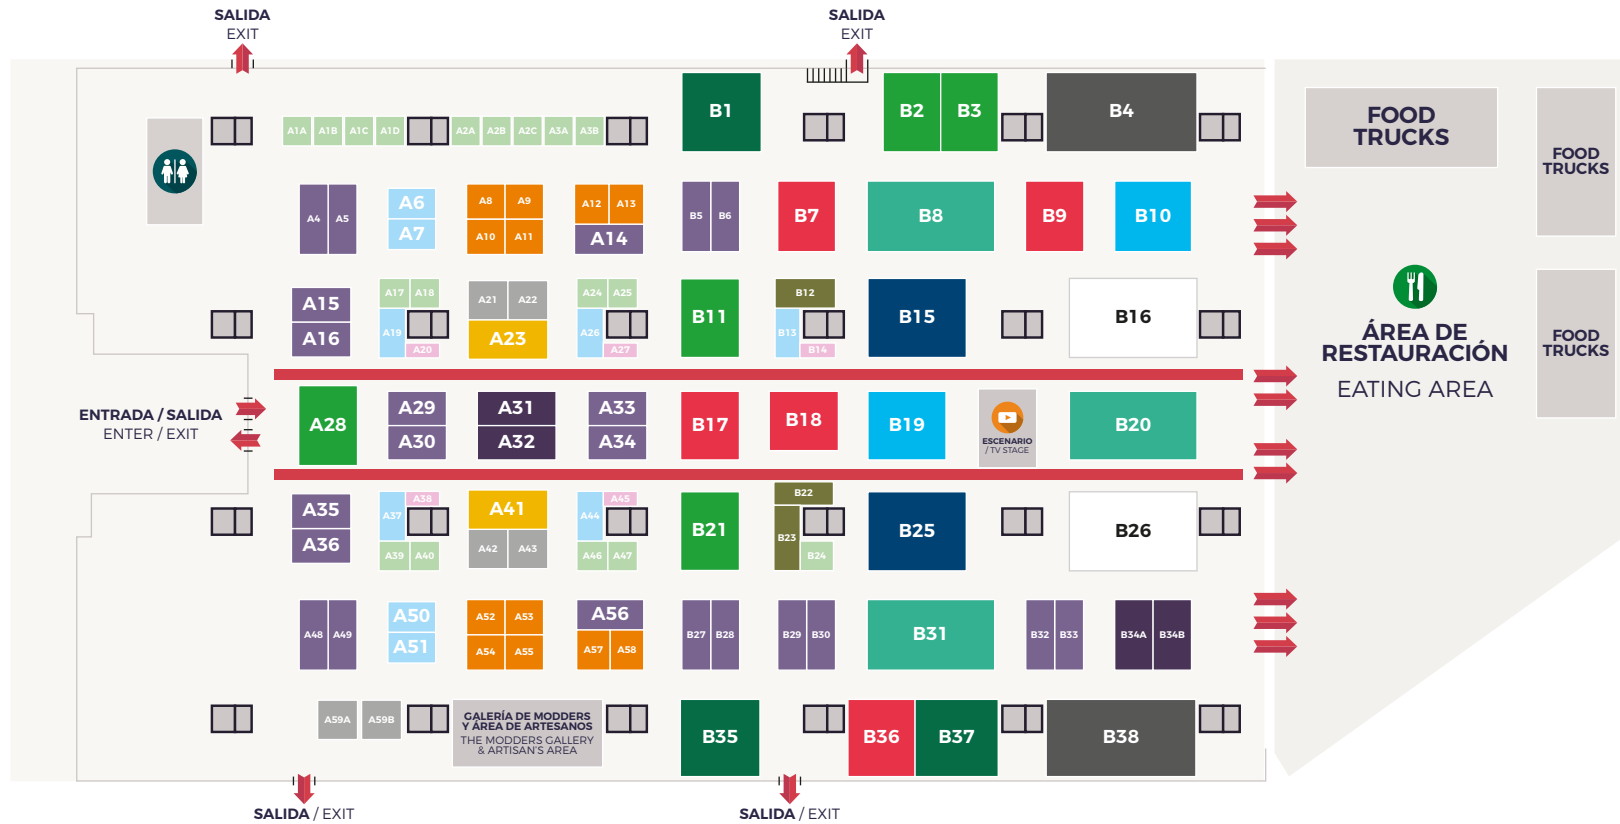 SALIDA
EXIT
SALIDA
EXIT
B1
B2
B3
B4
FOOD
TRUCKS
FOOD
TRUCKS
A1A
A1B
A1C
A1D
A2A
A2B
A2C
A3A
A3B
A4
A5
A6
A7
A8
A9
A10
A11
A12
A13
A14
B5
B6
B7
B8
B9
B10
A15
A16
A17
A18
A19
A20
A21
A22
A23
A24
A25
A26
A27
B11
B12
B13
B14
B15
B16
ÁREA DE
RESTAURACIÓN
EATING AREA
FOOD
TRUCKS
ENTRADA / SALIDA
ENTER / EXIT
A28
A29
A30
A31
A32
A33
A34
B17
B18
B19
ESCENARIO
/ TV STAGE
B20
A35
A36
A37
A38
A39
A40
A41
A42
A43
A44
A45
A46
A47
B21
B22
B23
B24
B25
B26
A48
A49
A50
A51
A52
A53
A54
A55
A56
A57
A58
B27
B28
B29
B30
B31
B32
B33
B34A
B34B
A59A
A59B
GALERÍA DE MODDERS
Y ÁREA DE ARTESANOS
THE MODDERS GALLERY
& ARTISAN'S AREA
B35
B36
B37
B38
SALIDA / EXIT
SALIDA / EXIT